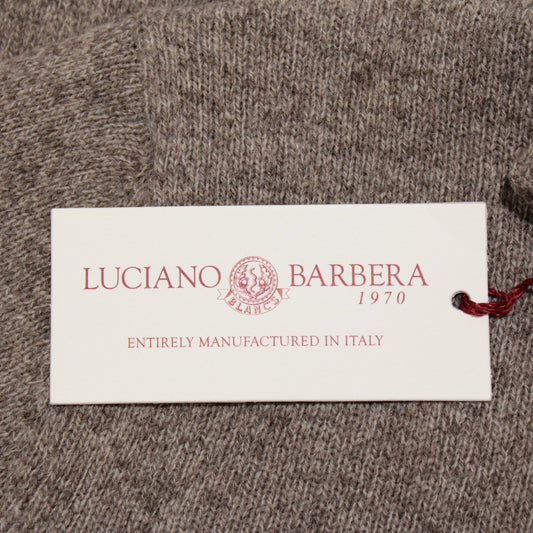 LUCIANO BARBERA
BLANCS
1970
ENTIRELY MANUFACTURED IN ITALY